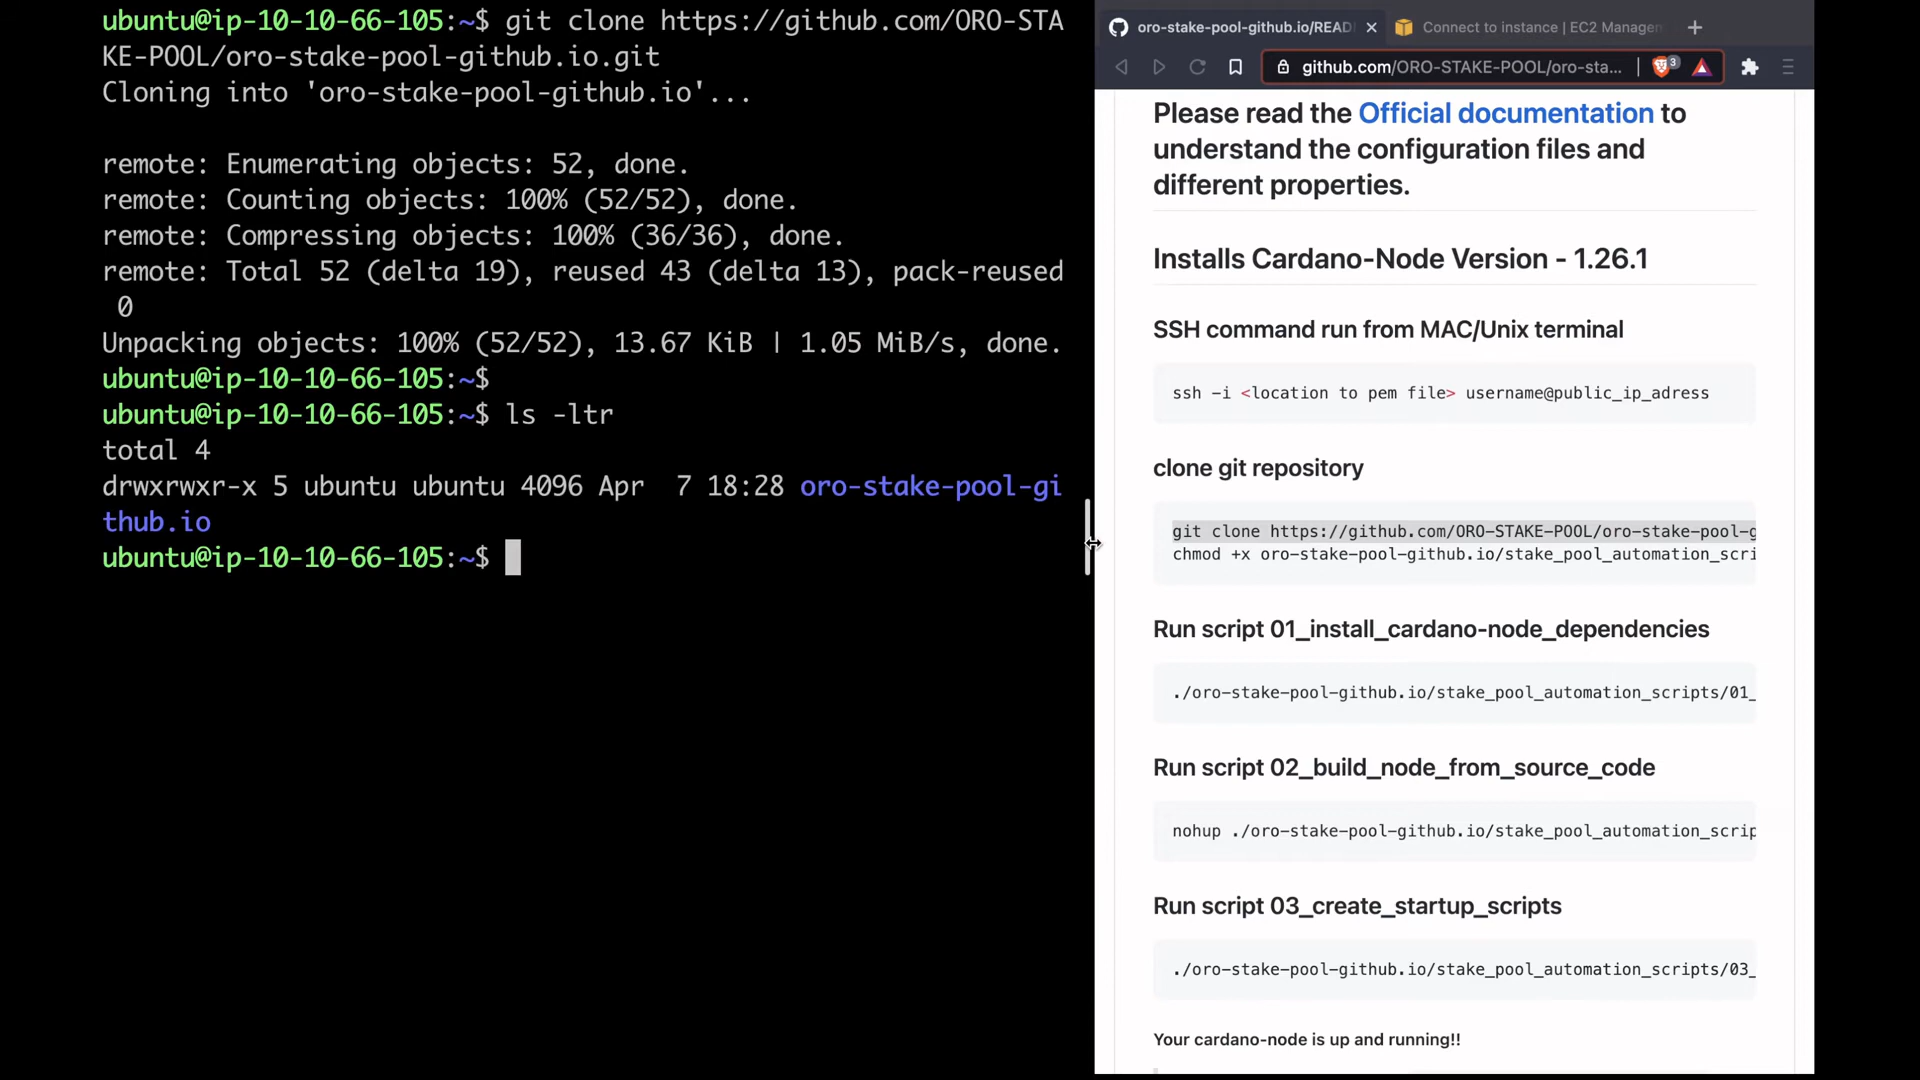 ubuntu@ip-10-10-66-105:~$ git clone https://github.com/ORO-STA
KE-POOL/oro-stake-pool-github.io.git
Cloning into 'oro-stake-pool-github.io'...
remote: Enumerating objects: 52, done.
remote: Counting objects: 100% (52/52), done.
remote: Compressing objects: 100% (36/36), done.
remote: Total 52 (delta 19), reused 43 (delta 13), pack-reused
0
Unpacking objects: 100% (52/52), 13.67 KiB | 1.05 MiB/s, done.
ubuntu@ip-10-10-66-105:~$
ubuntu@ip-10-10-66-105:~$ ls -ltr
total 4
drwxrwxr-x 5 ubuntu ubuntu 4096 Apr  7 18:28 oro-stake-pool-gi
thub.io
ubuntu@ip-10-10-66-105:~$
oro-stake-pool-github.io/READ
Connect to instance | EC2 Manage
github.com/ORO-STAKE-POOL/oro-sta...
3
Please read the Official documentation to
understand the configuration files and
different properties.
Installs Cardano-Node Version - 1.26.1
SSH command run from MAC/Unix terminal
ssh -i <location to pem file> username@public_ip_adress
clone git repository
git clone https://github.com/ORO-STAKE-POOL/oro-stake-pool-g
chmod +x oro-stake-pool-github.io/stake_pool_automation_scri
Run script 01_install_cardano-node_dependencies
./oro-stake-pool-github.io/stake_pool_automation_scripts/01_
Run script 02_build_node_from_source_code
nohup ./oro-stake-pool-github.io/stake_pool_automation_scrip
Run script 03_create_startup_scripts
./oro-stake-pool-github.io/stake_pool_automation_scripts/03_
Your cardano-node is up and running!!